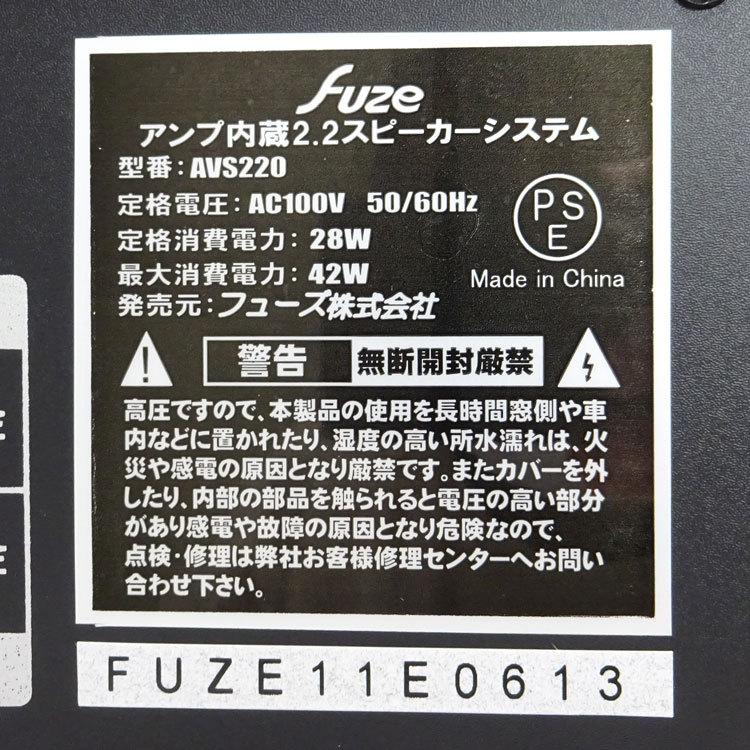 fuze
アンプ内蔵2.2スピーカーシステム
型番：AVS220
定格電圧：AC100V 50/60Hz
定格消費電力：28W
最大消費電力：42W
発売元：フューズ株式会社
PS
E
Made in China
警告 無断開封厳禁
高圧ですので、本製品の使用を長時間窓側や車
内などに置かれたり、湿度の高い所水濡れは、火
災や感電の原因となり厳禁です。またカバーを外
したり、内部の部品を触られると電圧の高い部分
があり感電や故障の原因となり危険なので、
点検・修理は弊社お客様修理センターへお問い
合わせ下さい。
FUZE11E0613